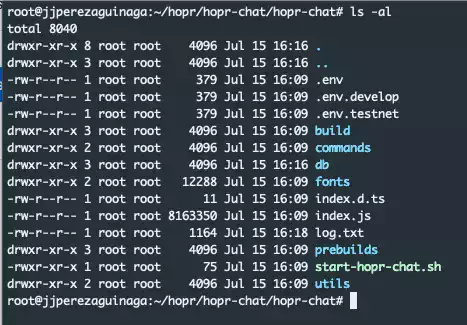 root@jjperezaguinaga:~/hopr/hopr-chat/hopr-chat# ls -al
total 8040
drwxr-xr-x 8 root root    4096 Jul 15 16:16 .
drwxr-xr-x 3 root root    4096 Jul 15 16:16 ..
-rw-r--r-- 1 root root     379 Jul 15 16:09 .env
-rw-r--r-- 1 root root     379 Jul 15 16:09 .env.develop
-rw-r--r-- 1 root root     379 Jul 15 16:09 .env.testnet
drwxr-xr-x 3 root root    4096 Jul 15 16:09 build
drwxr-xr-x 2 root root    4096 Jul 15 16:09 commands
drwxr-xr-x 3 root root    4096 Jul 15 16:16 db
drwxr-xr-x 2 root root   12288 Jul 15 16:09 fonts
-rw-r--r-- 1 root root      11 Jul 15 16:09 index.d.ts
-rw-r--r-- 1 root root 8163350 Jul 15 16:09 index.js
-rw-r--r-- 1 root root    1164 Jul 15 16:18 log.txt
drwxr-xr-x 3 root root    4096 Jul 15 16:09 prebuilds
-rwxr-xr-x 1 root root      75 Jul 15 16:09 start-hopr-chat.sh
drwxr-xr-x 2 root root    4096 Jul 15 16:09 utils
root@jjperezaguinaga:~/hopr/hopr-chat/hopr-chat#